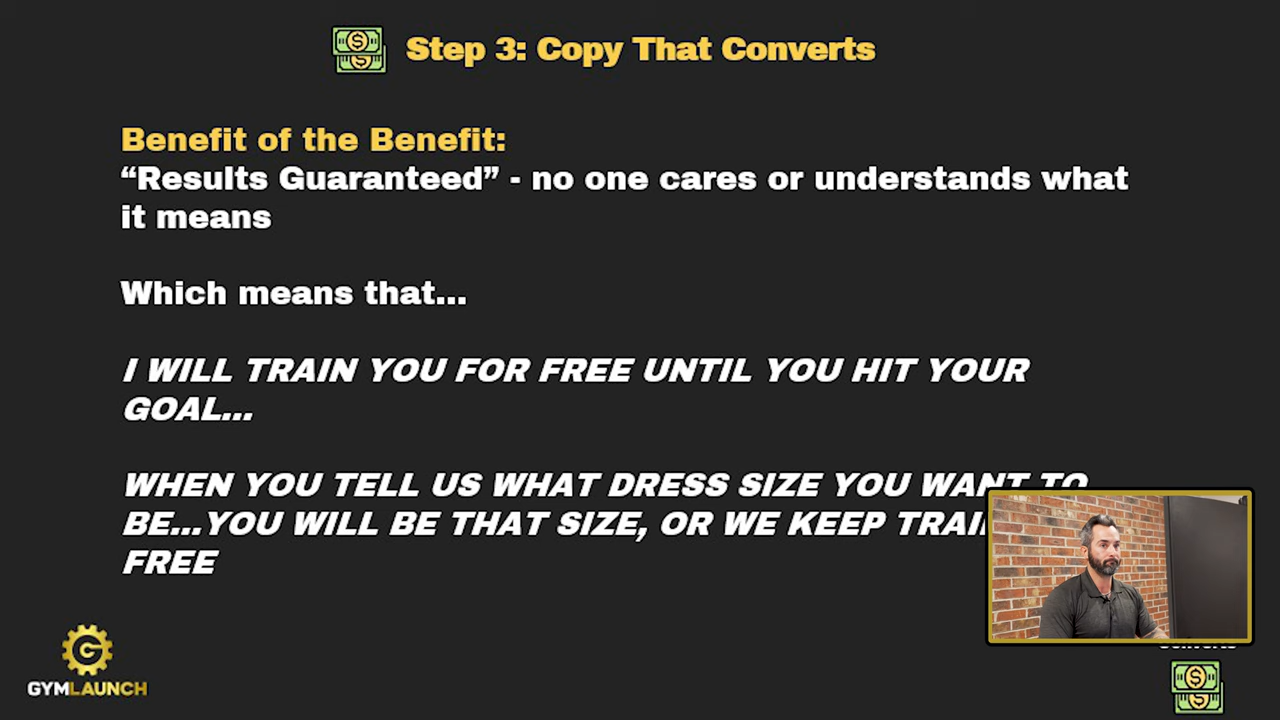 Step 3: Copy That Converts
Benefit of the Benefit:
“Results Guaranteed” - no one cares or understands what
it means
Which means that...
I WILL TRAIN YOU FOR FREE UNTIL YOU HIT YOUR
GOAL...
WHEN YOU TELL US WHAT DRESS SIZE YOU WANT TO
BE...YOU WILL BE THAT SIZE, OR WE KEEP
FREE
GYMLAUNCH